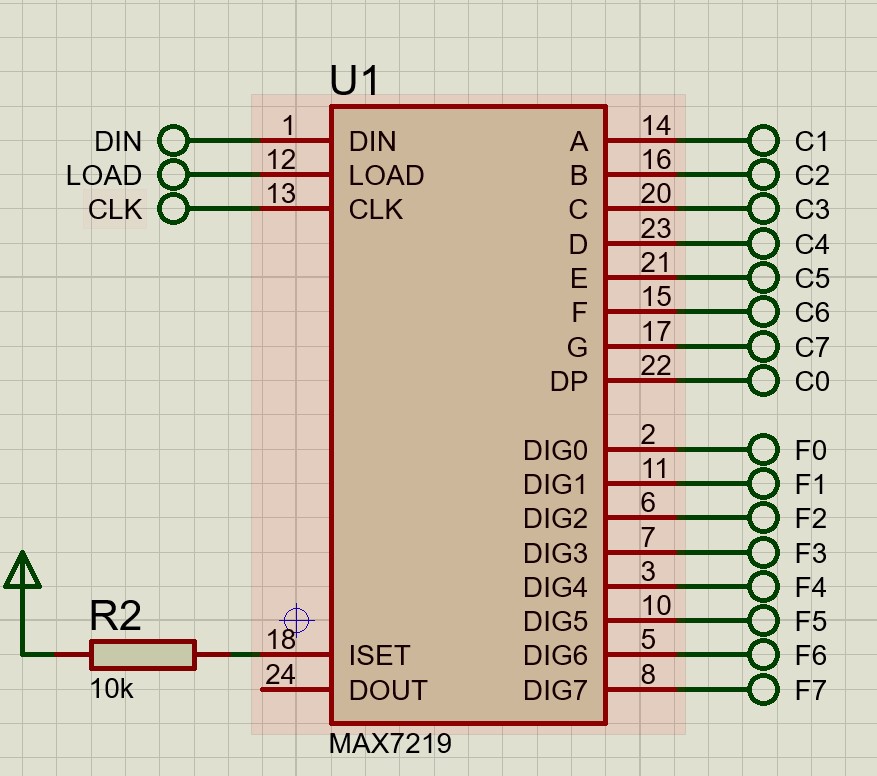 U1
DIN 1 DIN A 14 C1
LOAD 12 LOAD B 16 C2
CLK 13 CLK C 20 C3
D 23 C4
E 21 C5
F 15 C6
G 17 C7
DP 22 C0
DIG0 2 F0
DIG1 11 F1
DIG2 6 F2
DIG3 7 F3
DIG4 3 F4
R2 DIG5 10 F5
18 ISET DIG6 5 F6
10k 24 DOUT DIG7 8 F7
MAX7219